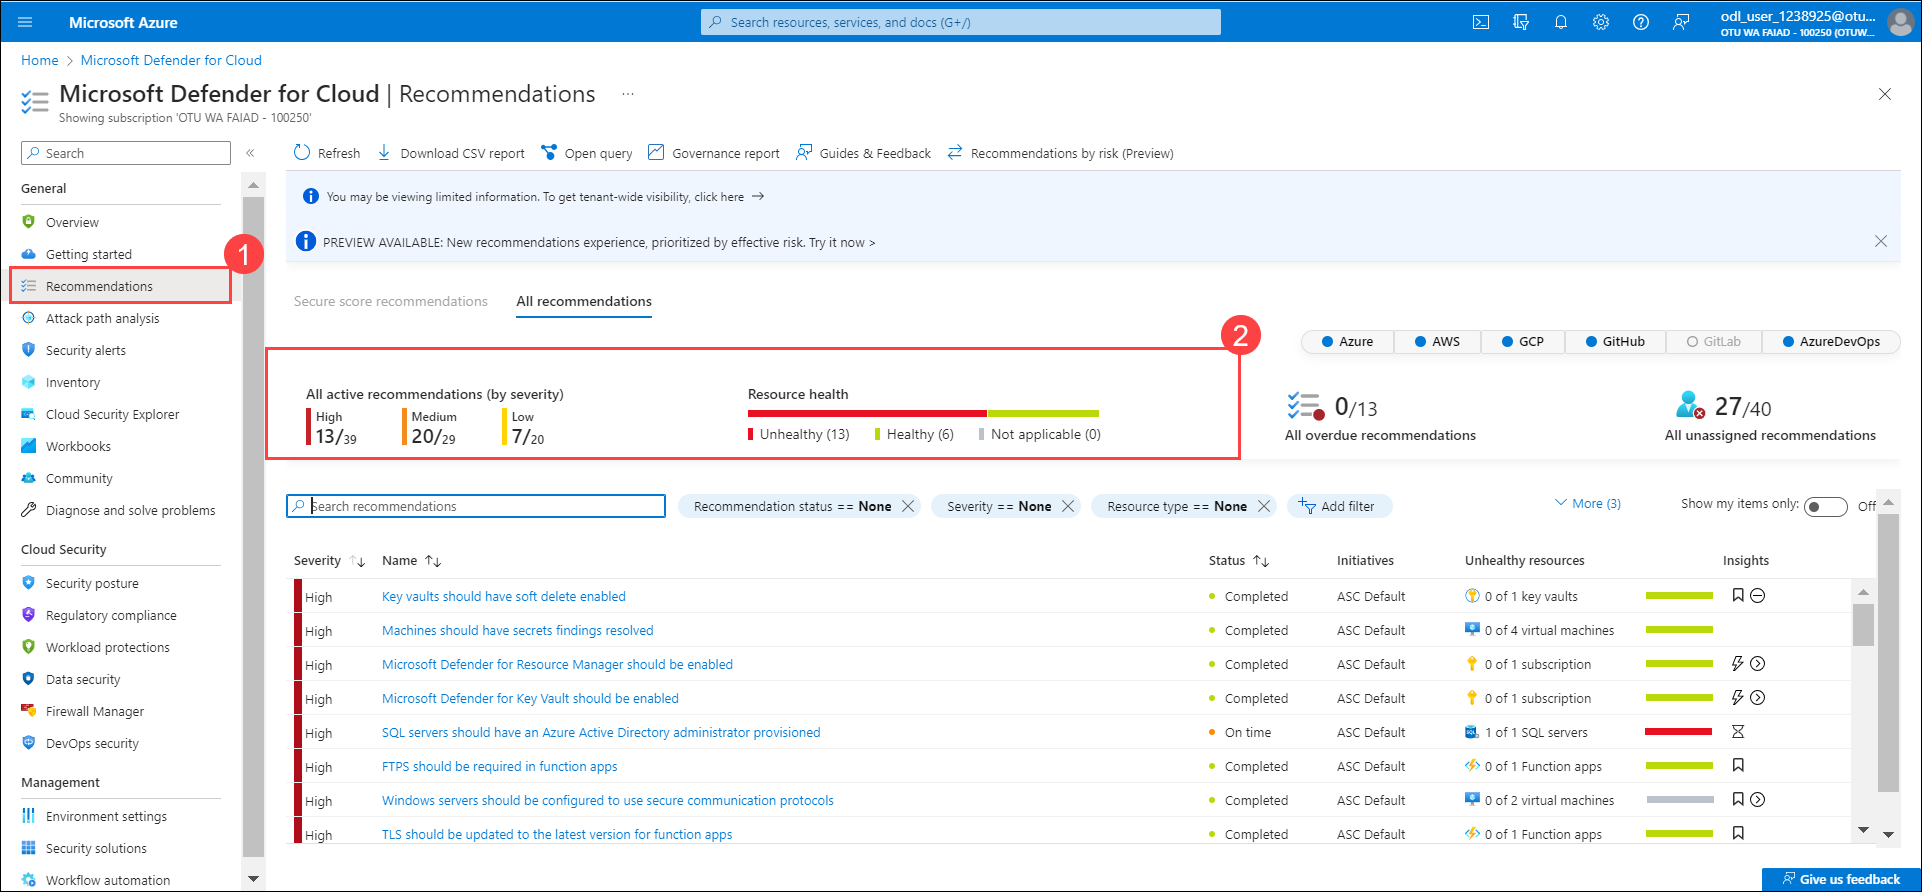 Microsoft Azure
Search resources, services, and docs (G+/)
odl_user_1238925@otu...
OTU WA FAIAD - 100250 (OTUW...
Home > Microsoft Defender for Cloud
Microsoft Defender for Cloud | Recommendations ...
Showing subscription 'OTU WA FAIAD - 100250'
Search «
General
Overview
Getting started
1
Recommendations
Attack path analysis
Security alerts
Inventory
Cloud Security Explorer
Workbooks
Community
Diagnose and solve problems
Cloud Security
Security posture
Regulatory compliance
Workload protections
Data security
Firewall Manager
DevOps security
Management
Environment settings
Security solutions
Workflow automation
Refresh Download CSV report Open query Governance report Guides & Feedback Recommendations by risk (Preview)
You may be viewing limited information. To get tenant-wide visibility, click here →
PREVIEW AVAILABLE: New recommendations experience, prioritized by effective risk. Try it now >
Secure score recommendations All recommendations
2
Azure AWS GCP GitHub GitLab AzureDevOps
All active recommendations (by severity)
High Medium Low
13/39 20/29 7/20
Resource health
Unhealthy (13) Healthy (6) Not applicable (0)
0/13
All overdue recommendations
27/40
All unassigned recommendations
Search recommendations Recommendation status == None Severity == None Resource type == None Add filter More (3) Show my items only: Off
Severity ↑↓ Name ↑↓ Status ↑↓ Initiatives Unhealthy resources Insights
High Key vaults should have soft delete enabled Completed ASC Default 0 of 1 key vaults
High Machines should have secrets findings resolved Completed ASC Default 0 of 4 virtual machines
High Microsoft Defender for Resource Manager should be enabled Completed ASC Default 0 of 1 subscription
High Microsoft Defender for Key Vault should be enabled Completed ASC Default 0 of 1 subscription
High SQL servers should have an Azure Active Directory administrator provisioned On time ASC Default SQL 1 of 1 SQL servers
High FTPS should be required in function apps Completed ASC Default 0 of 1 Function apps
High Windows servers should be configured to use secure communication protocols Completed ASC Default 0 of 2 virtual machines
High TLS should be updated to the latest version for function apps Completed ASC Default 0 of 1 Function apps
Give us feedback